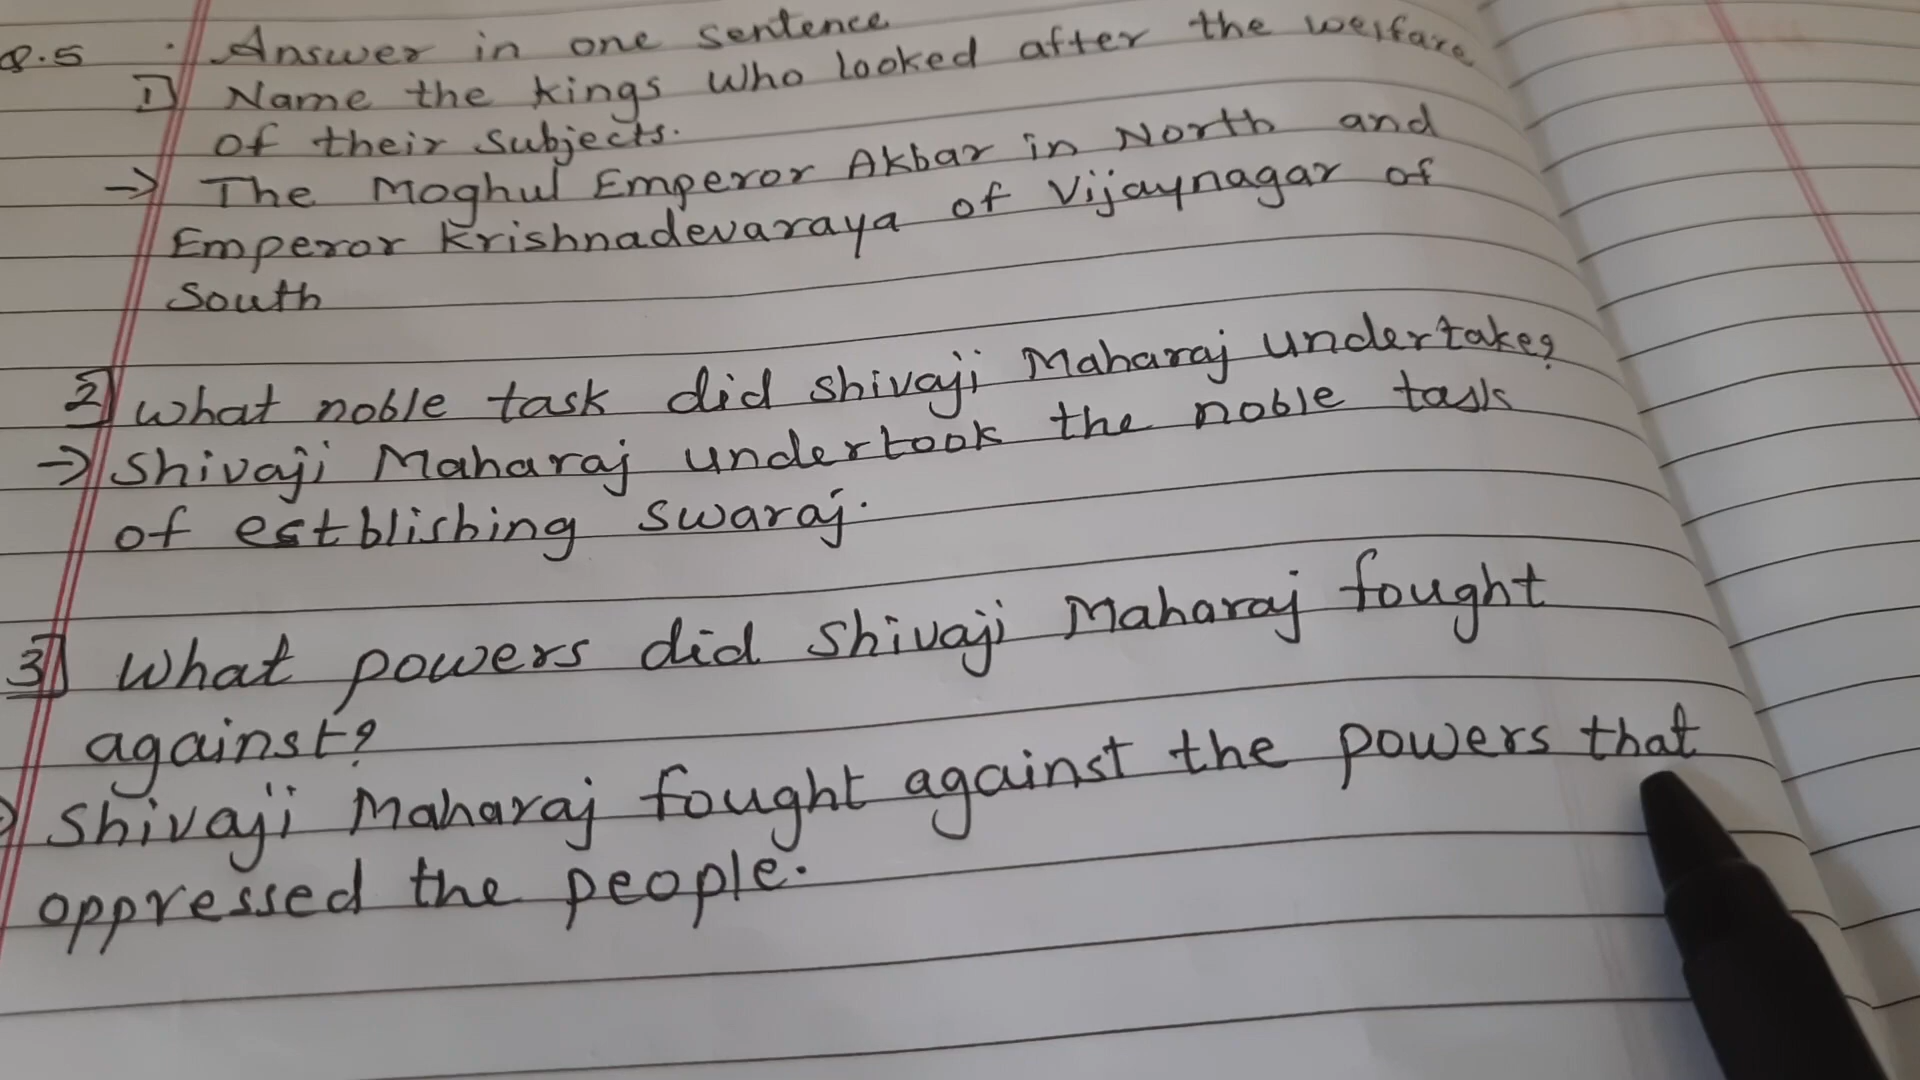 Q.5 Answer in one sentence
1] Name the kings who looked after the welfare
of their subjects.
→ The Moghul Emperor Akbar in North and
Emperor Krishnadevaraya of Vijaynagar of
South
2] What noble task did Shivaji Maharaj undertake?
→ Shivaji Maharaj undertook the noble task
of estblishing swaraj.
3] What powers did Shivaji Maharaj fought
against?
Shivaji Maharaj fought against the powers that
oppressed the people.